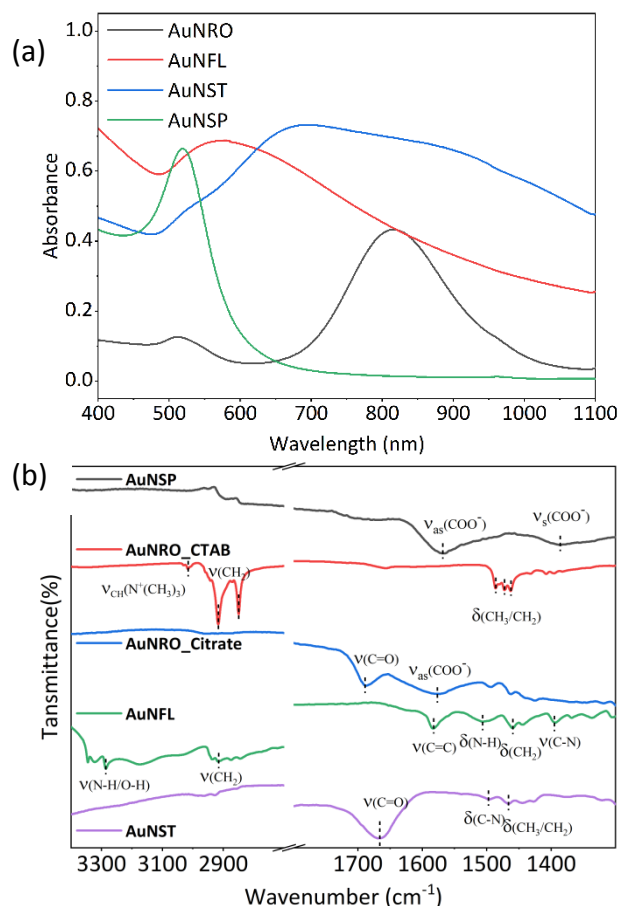 (a)
AuNRO
AuNFL
AuNST
AuNSP
1.0
0.8
0.6
0.4
0.2
0.0
Absorbance
400 500 600 700 800 900 1000 1100
Wavelength (nm)
(b)
AuNSP
νas(COO⁻)
νs(COO⁻)
AuNRO_CTAB
νCH(N⁺(CH3)3)
ν(CH2)
δ(CH3/CH2)
AuNRO_Citrate
ν(C=O)
νas(COO⁻)
AuNFL
ν(N-H/O-H)
ν(CH2)
ν(C=C)
δ(N-H)
δ(CH2)
ν(C-N)
AuNST
ν(C=O)
δ(C-N)
δ(CH3/CH2)
Tansmittance(%)
3300 2900 1700 1600 1500 1400
Wavenumber (cm⁻¹)